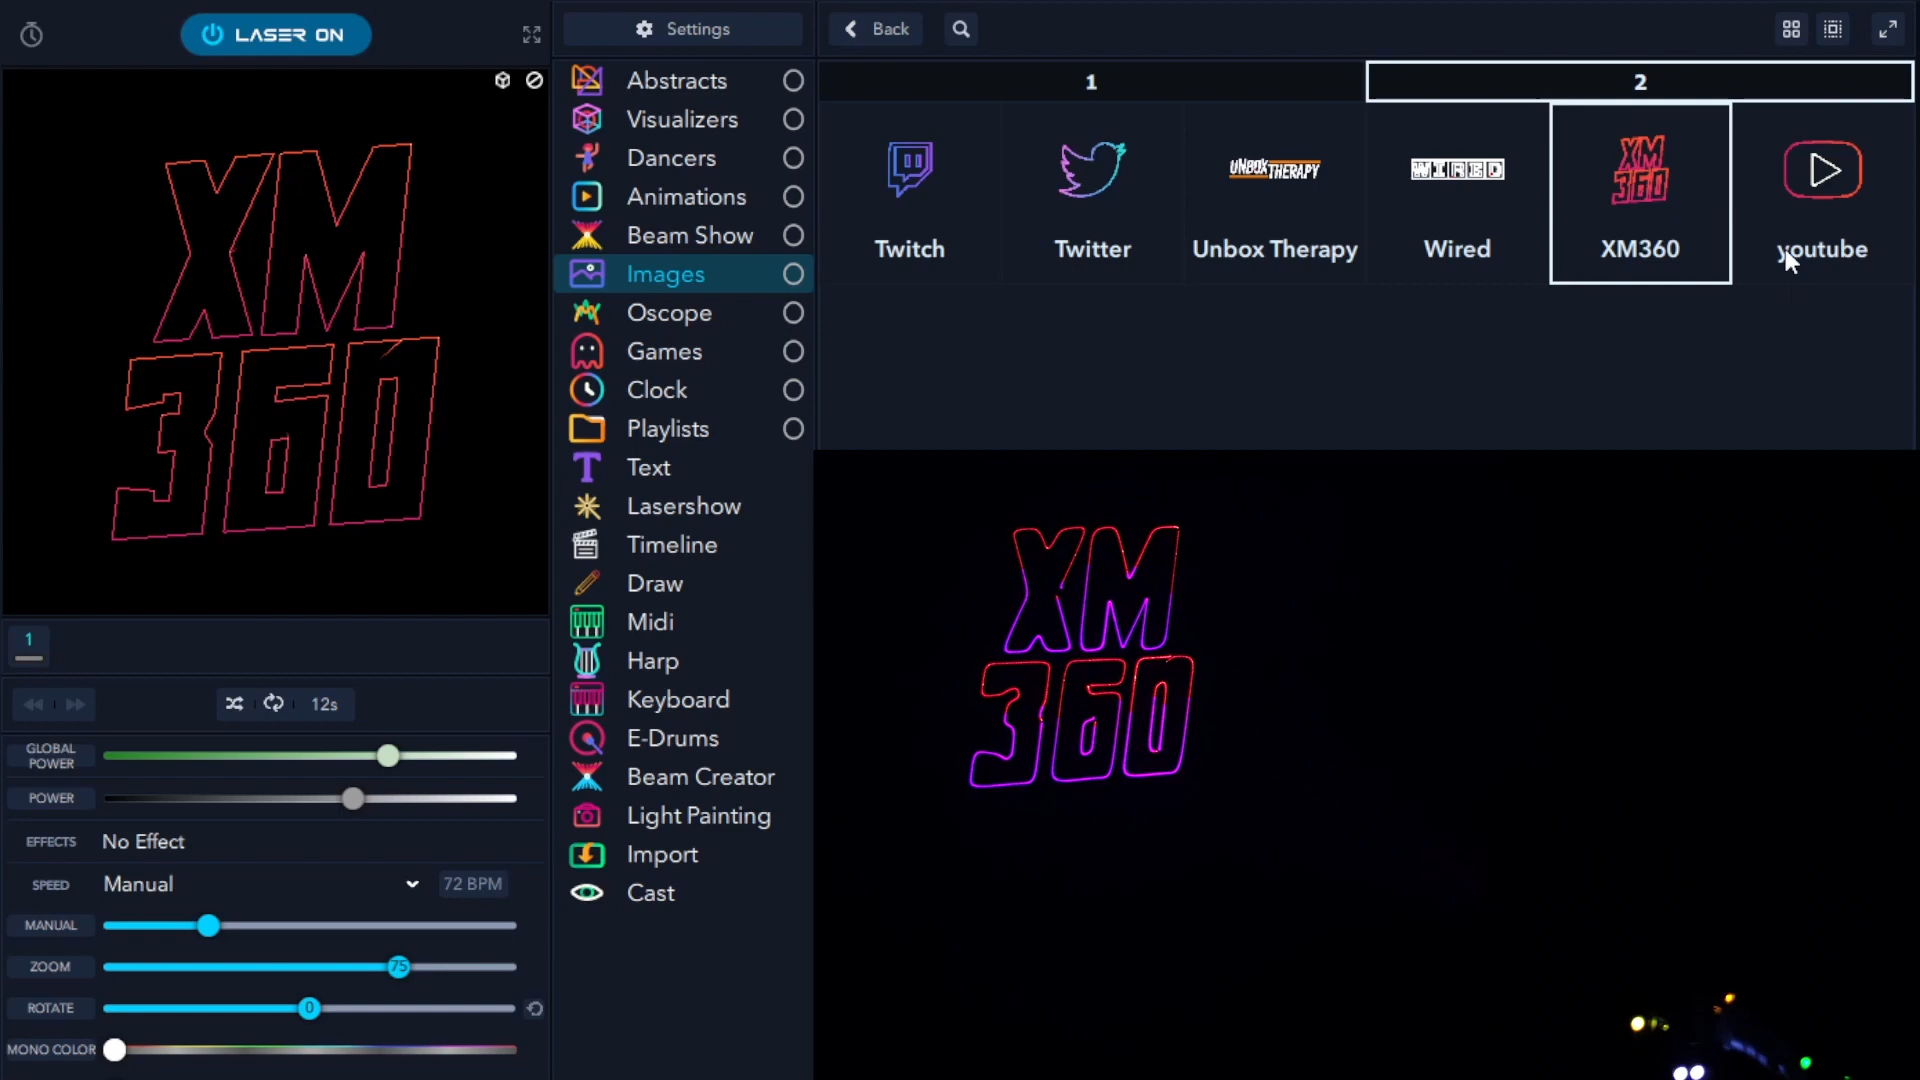 LASER ON
XM
360
1
12s
GLOBAL
POWER
POWER
EFFECTS No Effect
SPEED Manual 72 BPM
MANUAL
ZOOM 75
ROTATE 0
MONO COLOR
Settings
Abstracts
Visualizers
Dancers
Animations
Beam Show
Images
Oscope
Games
Clock
Playlists
Text
Lasershow
Timeline
Draw
Midi
Harp
Keyboard
E-Drums
Beam Creator
Light Painting
Import
Cast
Back
1 2
UNBOX THERAPY
WIRED
XM
360
Twitch Twitter Unbox Therapy Wired XM360 youtube
XM
360